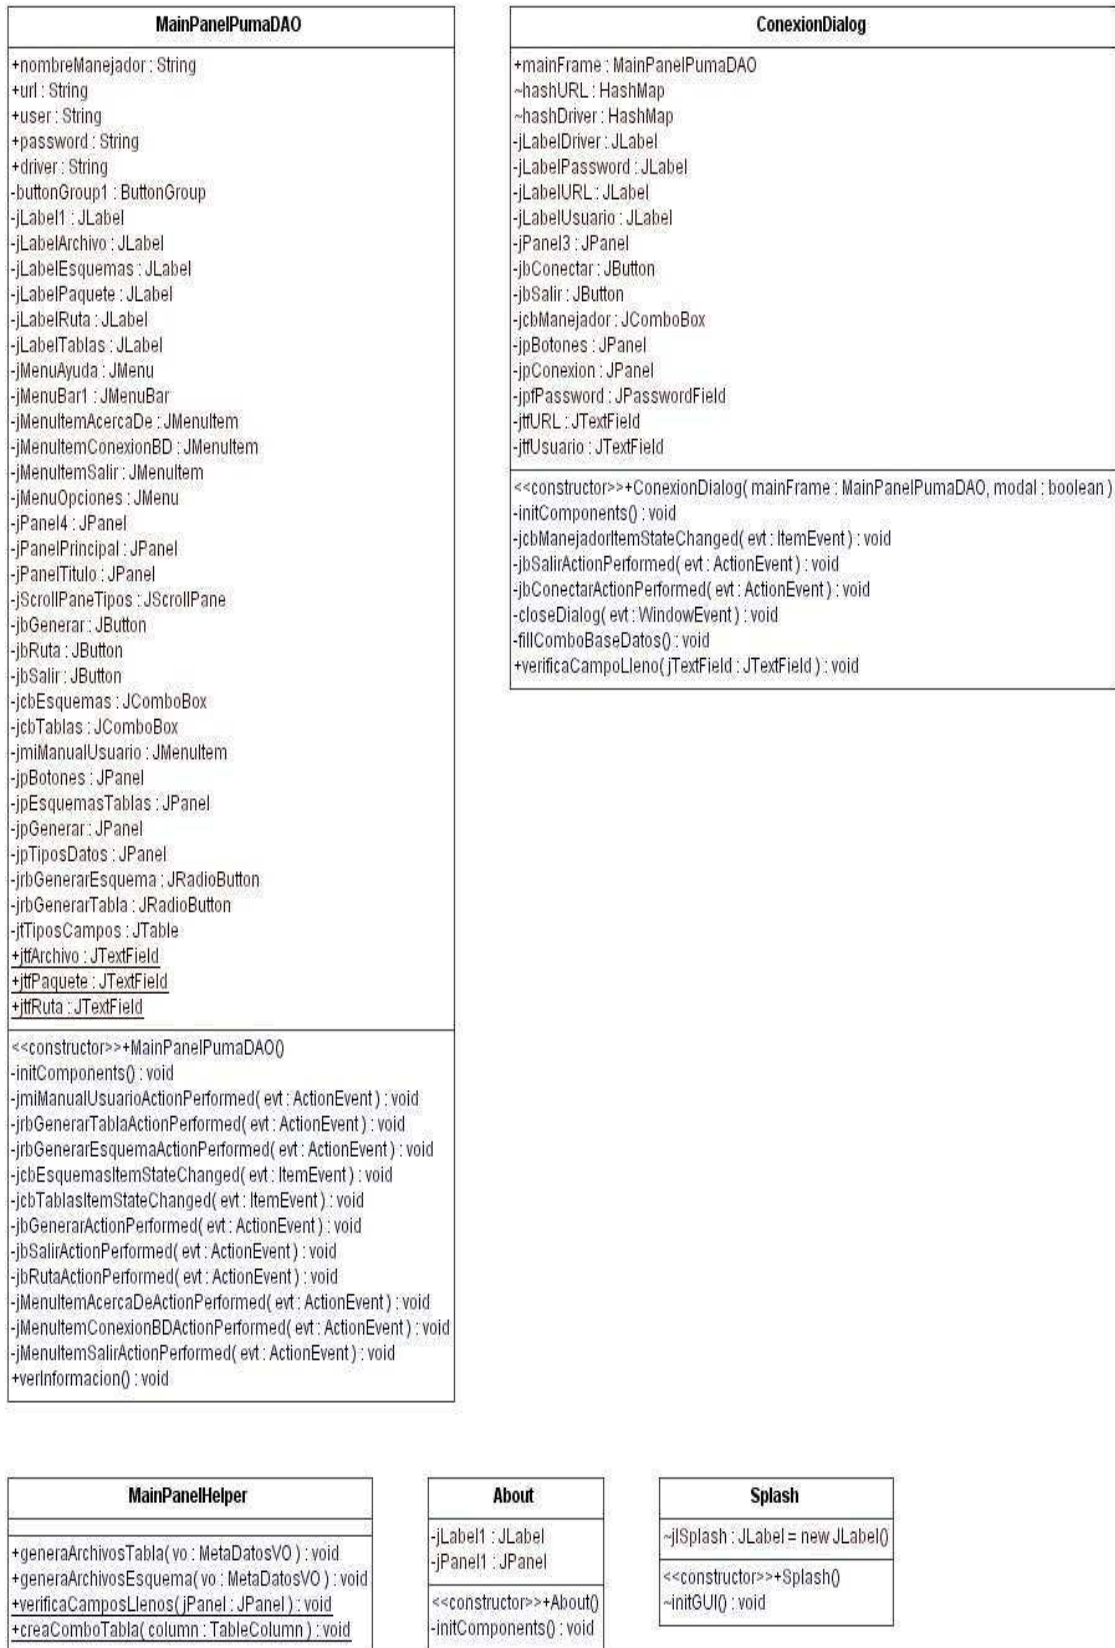 MainPanelPumaDAO
+nombreManejador : String
+url : String
+user : String
+password : String
+driver : String
-buttonGroup1 : ButtonGroup
-jLabel1 : JLabel
-jLabelArchivo : JLabel
-jLabelEsquemas : JLabel
-jLabelPaquete : JLabel
-jLabelRuta : JLabel
-jLabelTablas : JLabel
-jMenuAyuda : JMenu
-jMenuBar1 : JMenuBar
-jMenuItemAcercaDe : JMenuItem
-jMenuItemConexionBD : JMenuItem
-jMenuItemSalir : JMenuItem
-jMenuOpciones : JMenu
-jPanel4 : JPanel
-jPanelPrincipal : JPanel
-jPanelTitulo : JPanel
-jScrollPaneTipos : JScrollPane
-jbGenerar : JButton
-jbRuta : JButton
-jbSalir : JButton
-jcbEsquemas : JComboBox
-jcbTablas : JComboBox
-jmiManualUsuario : JMenuItem
-jpBotones : JPanel
-jpEsquemasTablas : JPanel
-jpGenerar : JPanel
-jpTiposDatos : JPanel
-jrbGenerarEsquema : JRadioButton
-jrbGenerarTabla : JRadioButton
-jtTiposCampos : JTable
+jtfArchivo : JTextField
+jtfPaquete : JTextField
+jtfRuta : JTextField
<<constructor>>+MainPanelPumaDAO()
-initComponents() : void
-jmiManualUsuarioActionPerformed( evt : ActionEvent ) : void
-jrbGenerarTablaActionPerformed( evt : ActionEvent ) : void
-jrbGenerarEsquemaActionPerformed( evt : ActionEvent ) : void
-jcbEsquemasItemStateChanged( evt : ItemEvent ) : void
-jcbTablasItemStateChanged( evt : ItemEvent ) : void
-jbGenerarActionPerformed( evt : ActionEvent ) : void
-jbSalirActionPerformed( evt : ActionEvent ) : void
-jbRutaActionPerformed( evt : ActionEvent ) : void
-jMenuItemAcercaDeActionPerformed( evt : ActionEvent ) : void
-jMenuItemConexionBDActionPerformed( evt : ActionEvent ) : void
-jMenuItemSalirActionPerformed( evt : ActionEvent ) : void
+verInformacion() : void
ConexionDialog
+mainFrame : MainPanelPumaDAO
~hashURL : HashMap
~hashDriver : HashMap
-jLabelDriver : JLabel
-jLabelPassword : JLabel
-jLabelURL : JLabel
-jLabelUsuario : JLabel
-jPanel3 : JPanel
-jbConectar : JButton
-jbSalir : JButton
-jcbManejador : JComboBox
-jpBotones : JPanel
-jpConexion : JPanel
-jpfPassword : JPasswordField
-jtfURL : JTextField
-jtfUsuario : JTextField
<<constructor>>+ConexionDialog( mainFrame : MainPanelPumaDAO, modal : boolean )
-initComponents() : void
-jcbManejadorItemStateChanged( evt : ItemEvent ) : void
-jbSalirActionPerformed( evt : ActionEvent ) : void
-jbConectarActionPerformed( evt : ActionEvent ) : void
-closeDialog( evt : WindowEvent ) : void
-fillComboBaseDatos() : void
+verificaCampoLleno( jTextField : JTextField ) : void
MainPanelHelper
+generaArchivosTabla( vo : MetaDatosVO ) : void
+generaArchivosEsquema( vo : MetaDatosVO ) : void
+verificaCamposLlenos( jPanel : JPanel ) : void
+creaComboTabla( column : TableColumn ) : void
About
-jLabel1 : JLabel
-jPanel1 : JPanel
<<constructor>>+About()
-initComponents() : void
Splash
~jlSplash : JLabel = new JLabel()
<<constructor>>+Splash()
~initGUI() : void